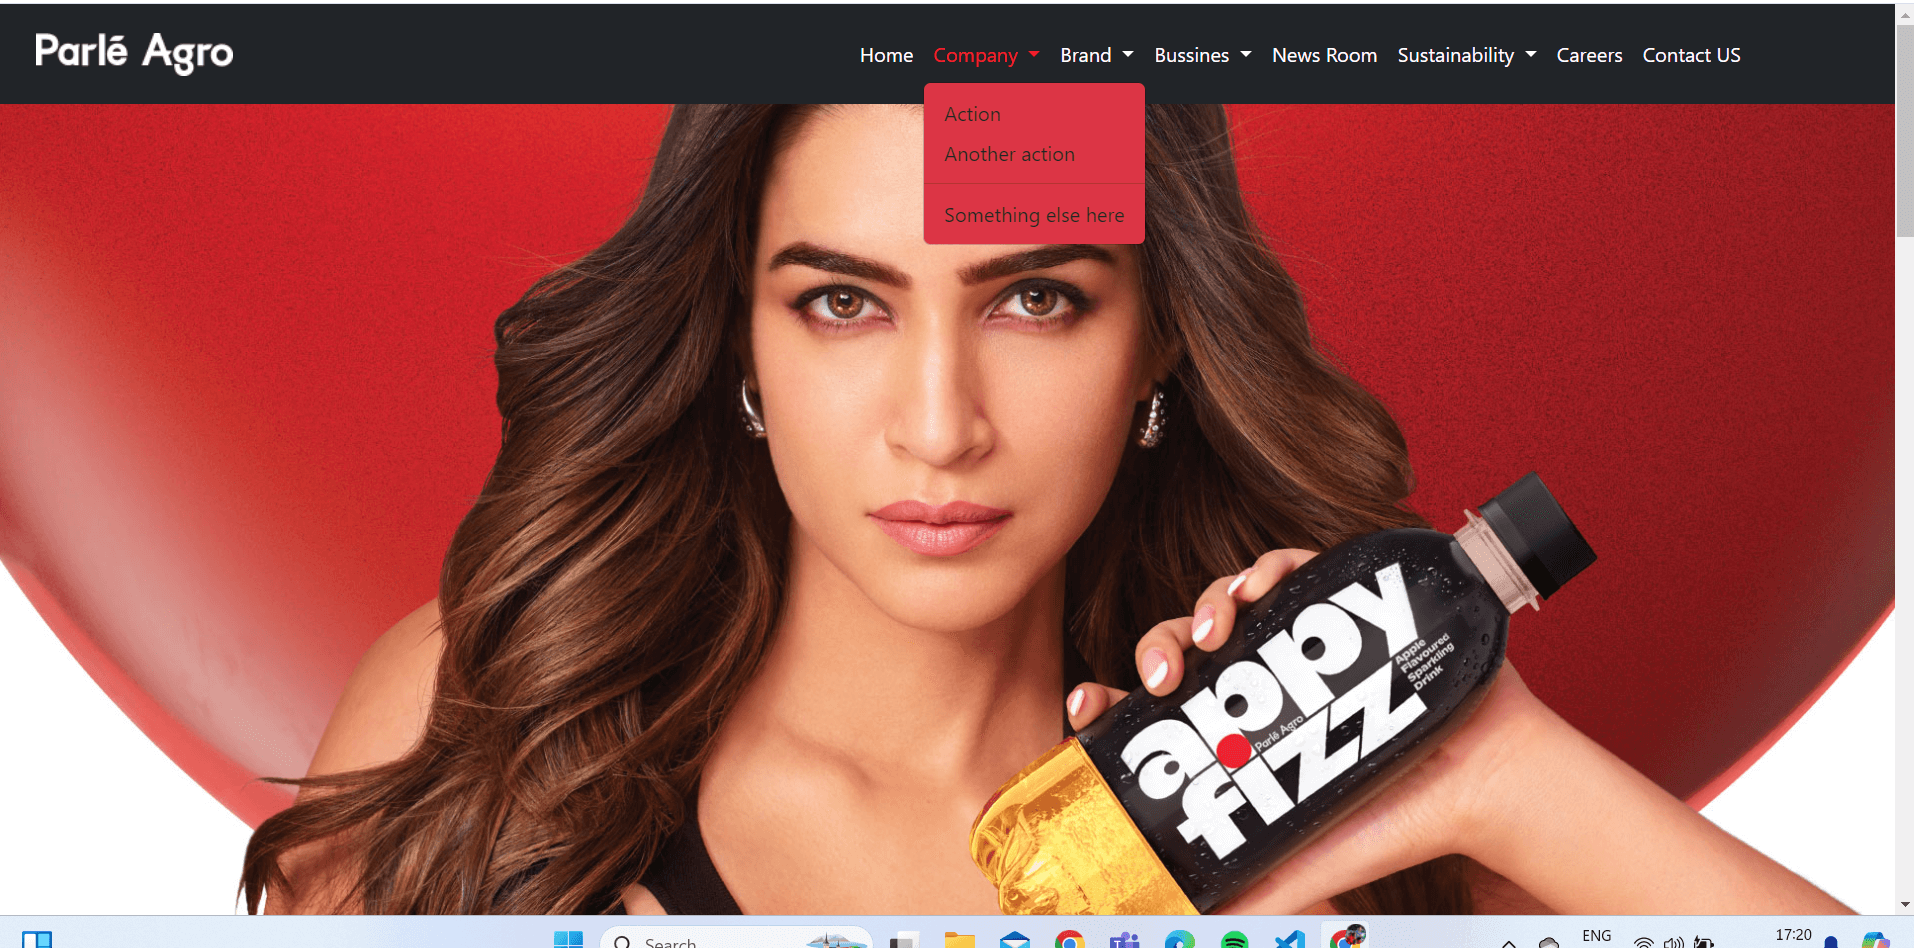 Parlé Agro
Home Company Brand Bussines News Room Sustainability Careers Contact US
Action
Another action
Something else here
appy
fizz
Parlé Agro
Apple
Flavoured
Sparkling
Drink
Search
ENG
17:20